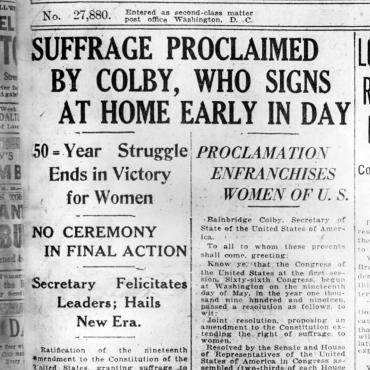 No. 27,880.
Entered as second-class matter
post office Washington, D. C.
SUFFRAGE PROCLAIMED
BY COLBY, WHO SIGNS
AT HOME EARLY IN DAY
50-Year Struggle
Ends in Victory
for Women
NO CEREMONY
IN FINAL ACTION
Secretary Felicitates
Leaders; Hails
New Era.
Ratification of the nineteenth
amendment to the Constitution of the
United States, granting suffrage to
PROCLAMATION
ENFRANCHISES
WOMEN OF U. S.
Bainbridge Colby, Secretary of
State of the United States of Amer-
ica.
To all to whom these presents
shall come, greeting:
Know ye, that the Congress of
the United States at the first ses-
sion, Sixty-sixth Congress, begun
at Washington on the nineteenth
day of May, in the year one thou-
sand nine hundred and nineteen,
passed a resolution as follows, to
wit:
Joint resolution, proposing an
amendment to the Constitution ex-
tending the right of suffrage to
women.
Resolved by the Senate and House
of Representatives of the United
States of America in Congress as-
sembled (two-thirds of each House